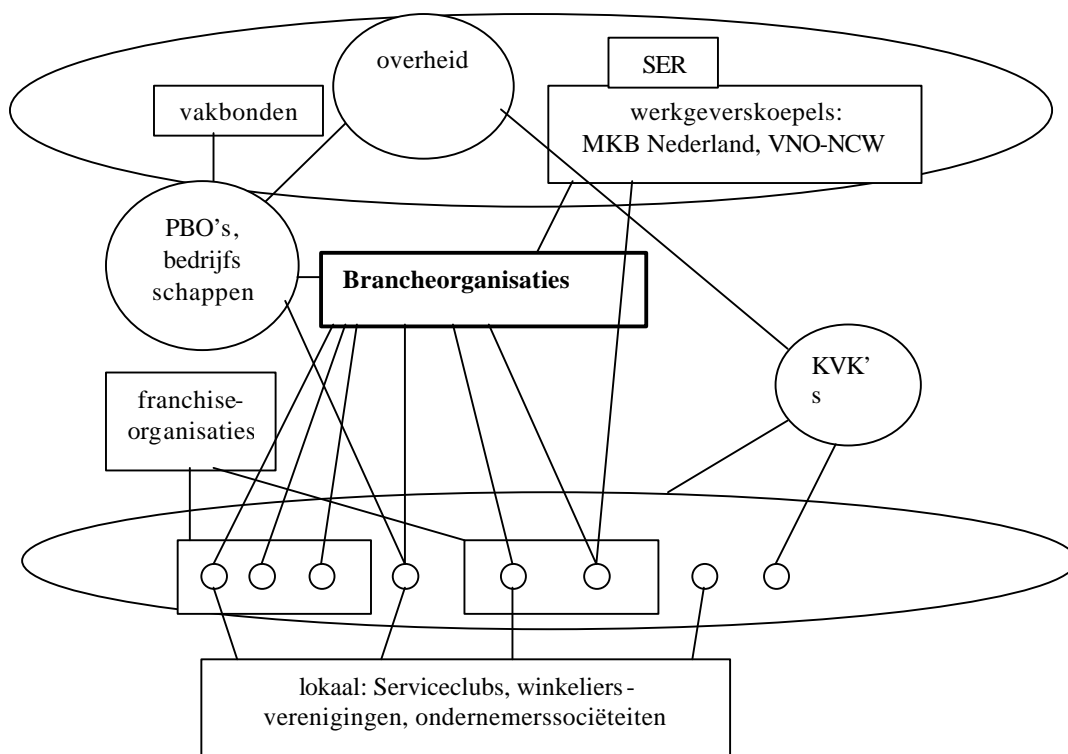 overheid
SER
vakbonden
werkgeverskoepels:
MKB Nederland, VNO-NCW
PBO’s,
bedrijfs
schappen
Brancheorganisaties
KVK’
s
franchise-
organisaties
lokaal: Serviceclubs, winkeliers-
verenigingen, ondernemerssociëteiten